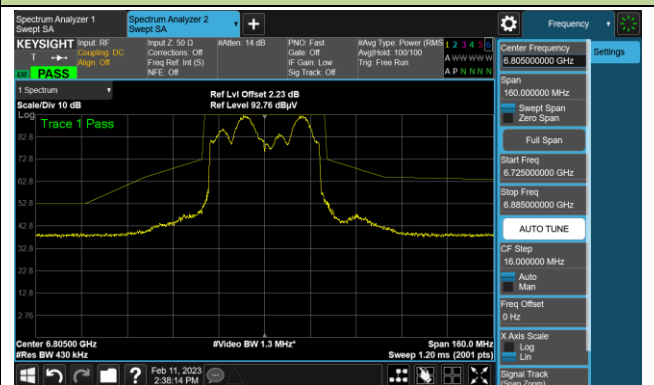 Spectrum Analyzer 1
Swept SA
Spectrum Analyzer 2
Swept SA
Frequency
KEYSIGHT
Input: RF
Coupling: DC
Align: Off
Input Z: 50 Ω
Corrections: Off
Freq Ref: Int (S)
NFE: Off
#Atten: 14 dB
PNO: Fast
Gate: Off
IF Gain: Low
Sig Track: Off
#Avg Type: Power (RMS
Avg|Hold: 100/100
Trig: Free Run
1 2 3 4 5 6
A W W W W W
A P N N N N
PASS
1 Spectrum
Scale/Div 10 dB
Ref Lvl Offset 2.23 dB
Ref Level 92.76 dBµV
Log
Trace 1 Pass
82.8
72.8
62.8
52.8
42.8
32.8
22.8
12.8
2.76
Center 6.80500 GHz
#Res BW 430 kHz
#Video BW 1.3 MHz*
Span 160.0 MHz
Sweep 1.20 ms (2001 pts)
Center Frequency
6.805000000 GHz
Settings
Span
160.000000 MHz
Swept Span
Zero Span
Full Span
Start Freq
6.725000000 GHz
Stop Freq
6.885000000 GHz
AUTO TUNE
CF Step
16.000000 MHz
Auto
Man
Freq Offset
0 Hz
X Axis Scale
Log
Lin
Signal Track
(Span Zoom)
Feb 11, 2023
2:38:14 PM